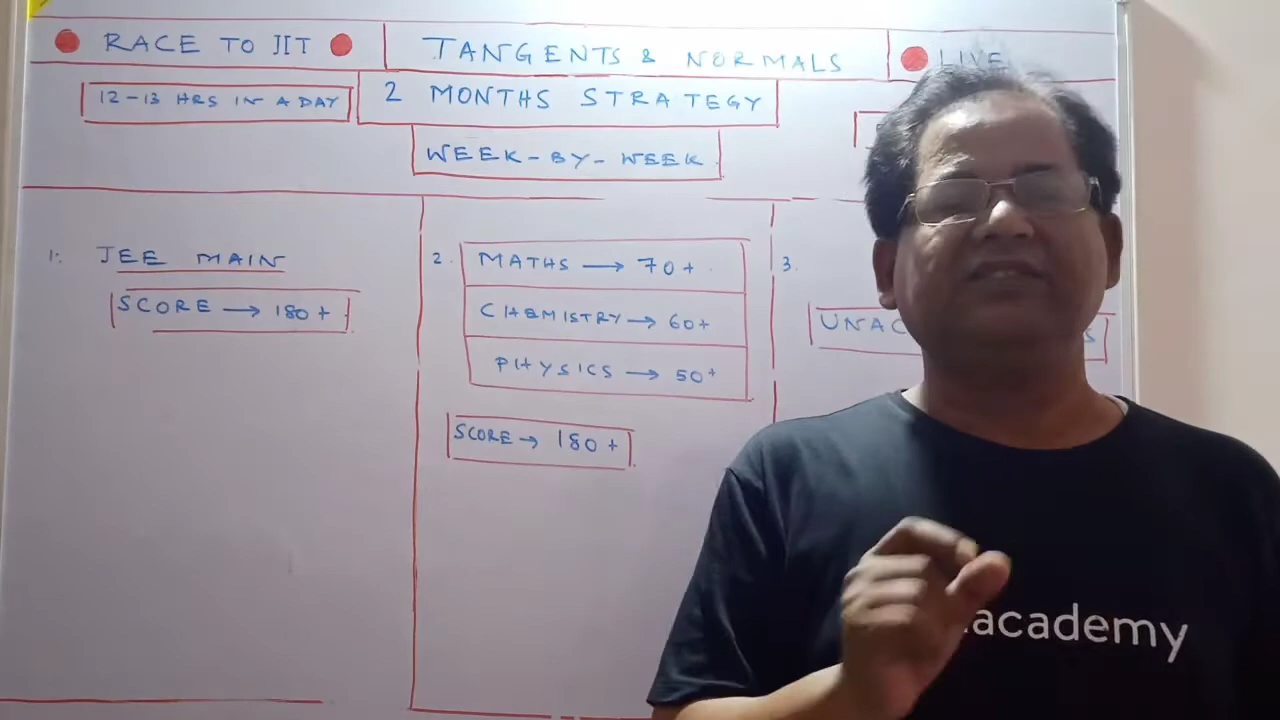 RACE TO IIT
TANGENTS & NORMALS
LIVE
12-13 HRS IN A DAY
2 MONTHS STRATEGY
WEEK-BY-WEEK
1. JEE MAIN
SCORE → 180+
2. MATHS → 70+
CHEMISTRY → 60+
PHYSICS → 50+
SCORE → 180+
3.
academy